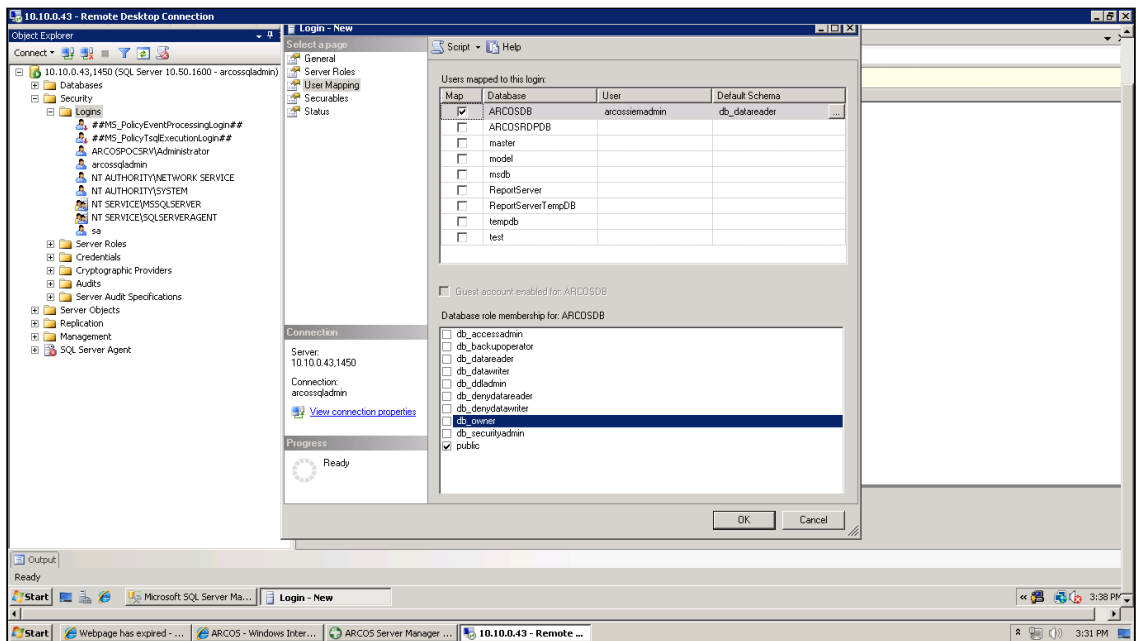 10.10.0.43 - Remote Desktop Connection
Object Explorer
Connect
10.10.0.43,1450 (SQL Server 10.50.1600 - arcossqladmin)
Databases
Security
Logins
##MS_PolicyEventProcessingLogin##
##MS_PolicyTsqlExecutionLogin##
ARCOSPOCSRV\Administrator
arcossqladmin
NT AUTHORITY\NETWORK SERVICE
NT AUTHORITY\SYSTEM
NT SERVICE\MSSQLSERVER
NT SERVICE\SQLSERVERAGENT
sa
Server Roles
Credentials
Cryptographic Providers
Audits
Server Audit Specifications
Server Objects
Replication
Management
SQL Server Agent
Login - New
Select a page
General
Server Roles
User Mapping
Securables
Status
Connection
Server:
10.10.0.43,1450
Connection:
arcossqladmin
View connection properties
Progress
Ready
Script Help
Users mapped to this login:
Map Database User Default Schema
ARCOSDB arcossiemadmin db_datareader ...
ARCOSRDPDB
master
model
msdb
ReportServer
ReportServerTempDB
tempdb
test
Guest account enabled for: ARCOSDB
Database role membership for: ARCOSDB
db_accessadmin
db_backupoperator
db_datareader
db_datawriter
db_ddladmin
db_denydatareader
db_denydatawriter
db_owner
db_securityadmin
public
OK Cancel
Output
Ready
Start Microsoft SQL Server Ma... Login - New 3:38 PM
Start Webpage has expired - ... ARCOS - Windows Inter... ARCOS Server Manager ... 10.10.0.43 - Remote ... 3:31 PM